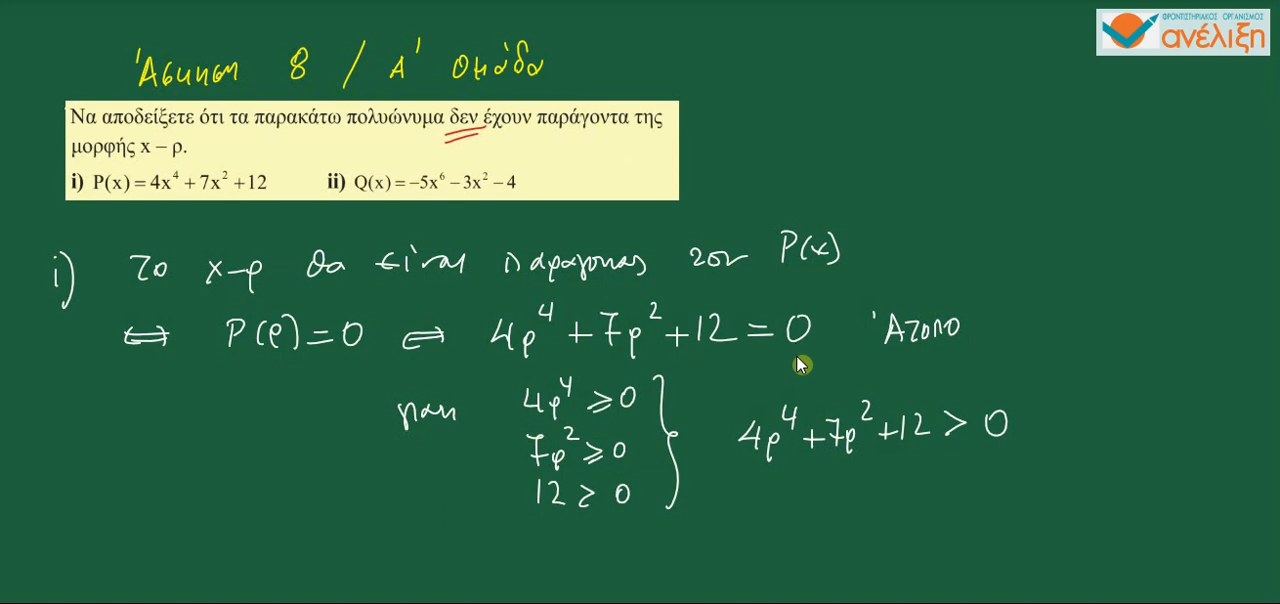 ΦΡΟΝΤΙΣΤΗΡΙΑΚΟΣ ΟΡΓΑΝΙΣΜΟΣ
ανέλιξη
Άσκηση 8 / Α' Ομάδα
Να αποδείξετε ότι τα παρακάτω πολυώνυμα δεν έχουν παράγοντα της
μορφής x – ρ.
i) P(x) = 4x⁴ + 7x² + 12 ii) Q(x) = –5x⁶ – 3x² – 4
i) Το x-ρ θα είναι παράγοντας του P(x)
⇔ P(ρ)=0 ⇔ 4ρ⁴+7ρ²+12=0 Άτοπο
γιατι 4ρ⁴ ≥ 0
7ρ² ≥ 0 } 4ρ⁴+7ρ²+12 > 0
12 > 0